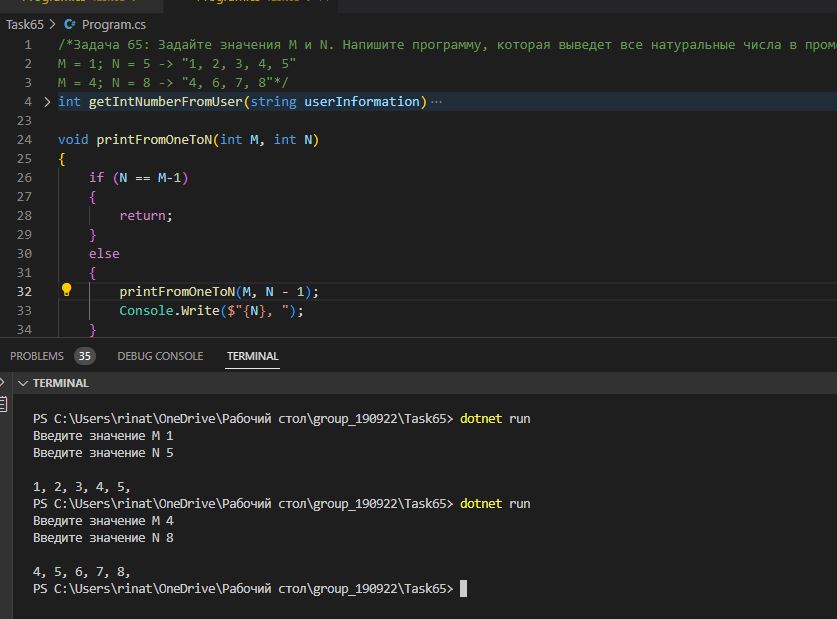 Task65 > Program.cs
1 /*Задача 65: Задайте значения M и N. Напишите программу, которая выведет все натуральные числа в
2 M = 1; N = 5 -> "1, 2, 3, 4, 5"
3 M = 4; N = 8 -> "4, 6, 7, 8"*/
4 int getIntNumberFromUser(string userInformation)...
23
24 void printFromOneToN(int M, int N)
25 {
26 if (N == M-1)
27 {
28 return;
29 }
30 else
31 {
32 printFromOneToN(M, N - 1);
33 Console.Write($"{N}, ");
34 }
PROBLEMS 35 DEBUG CONSOLE TERMINAL
TERMINAL
PS C:\Users\rinat\OneDrive\Рабочий стол\group_190922\Task65> dotnet run
Введите значение M 1
Введите значение N 5
1, 2, 3, 4, 5,
PS C:\Users\rinat\OneDrive\Рабочий стол\group_190922\Task65> dotnet run
Введите значение M 4
Введите значение N 8
4, 5, 6, 7, 8,
PS C:\Users\rinat\OneDrive\Рабочий стол\group_190922\Task65>